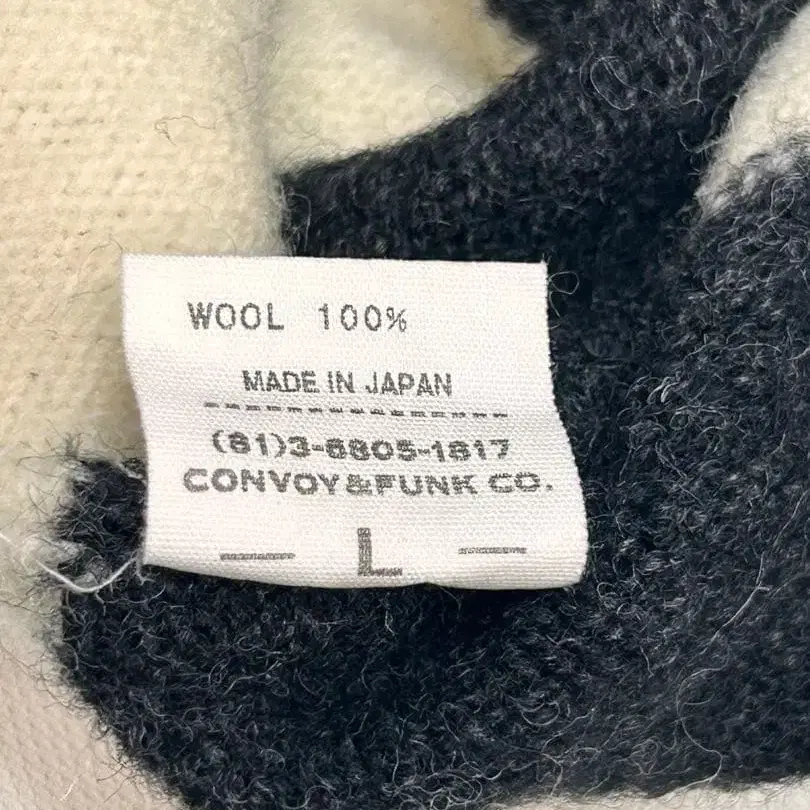 WOOL 100%
MADE IN JAPAN
(81)3-6805-1817
CONVOY&FUNK CO.
— L —